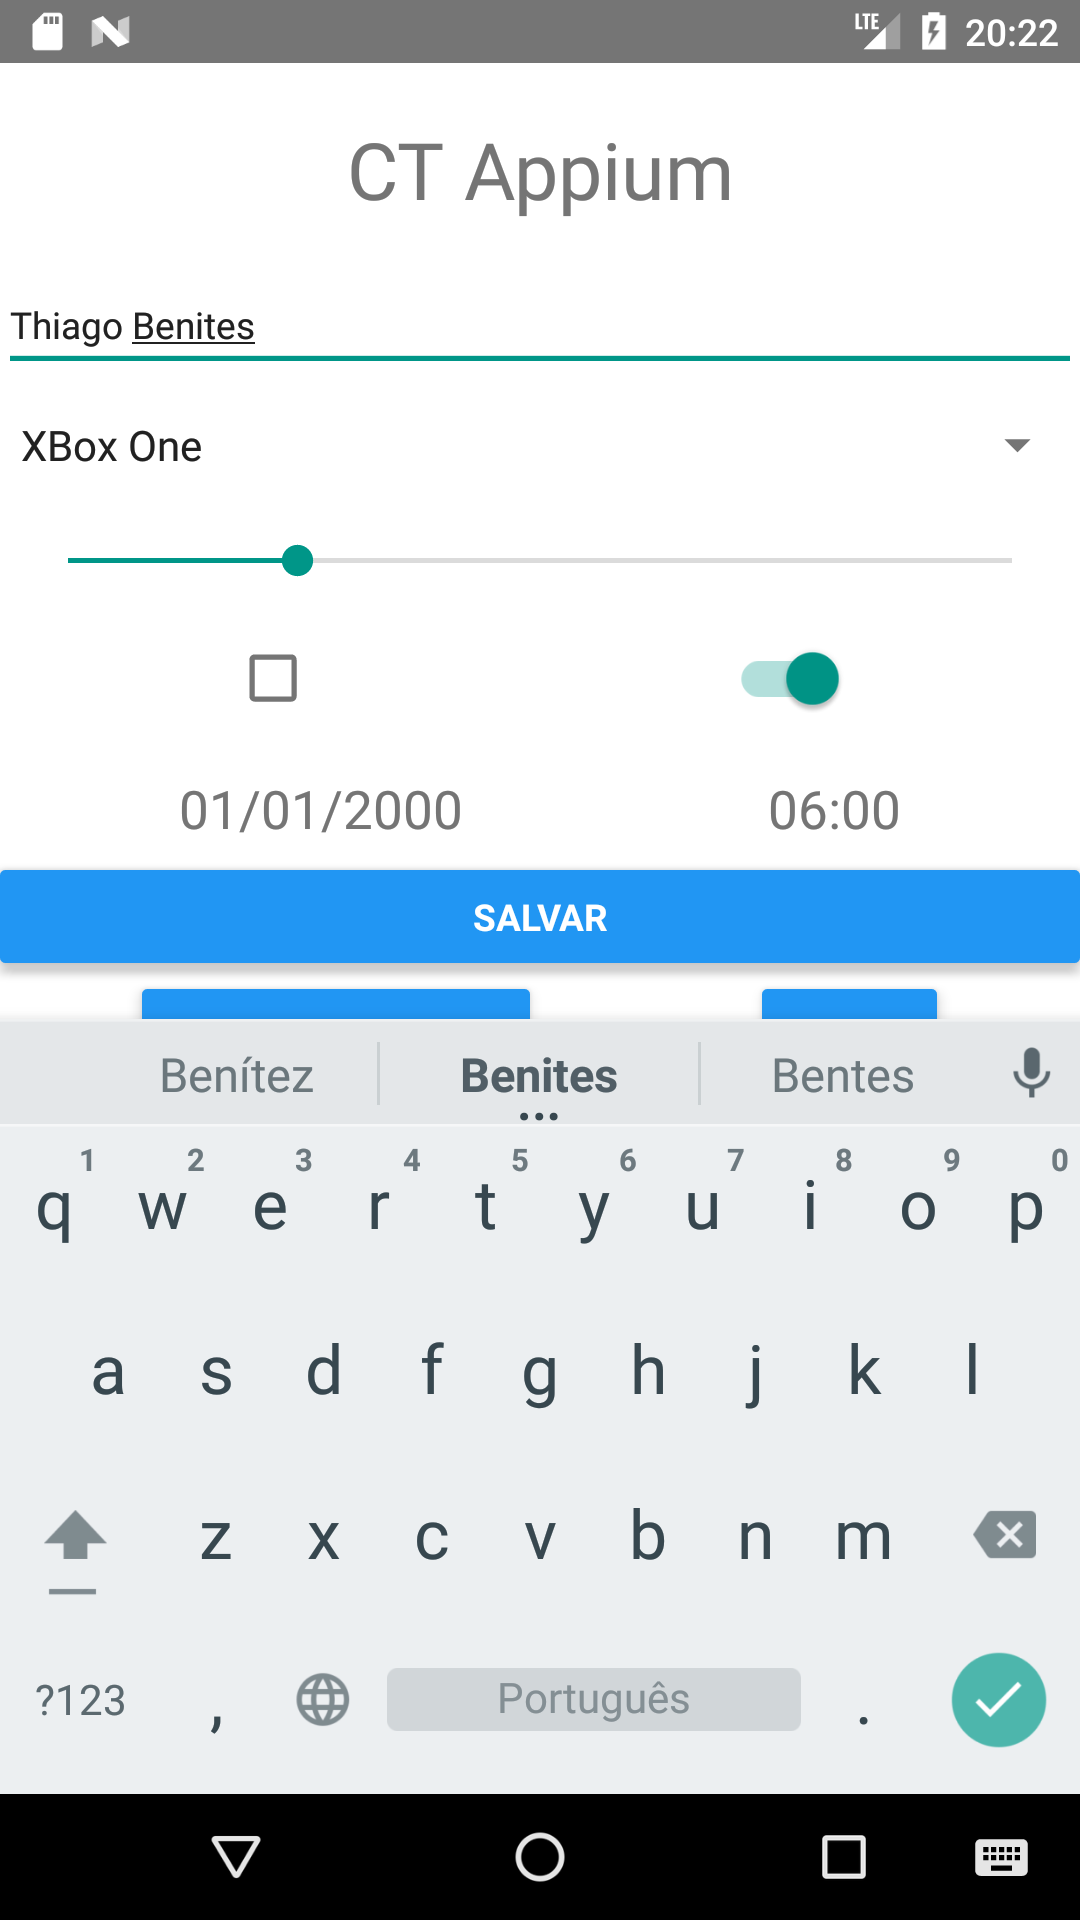 LTE 20:22
CT Appium
Thiago Benites
XBox One
01/01/2000 06:00
SALVAR
Benítez Benites Bentes
1 2 3 4 5 6 7 8 9 0
q w e r t y u i o p
a s d f g h j k l
z x c v b n m
?123 , Português .